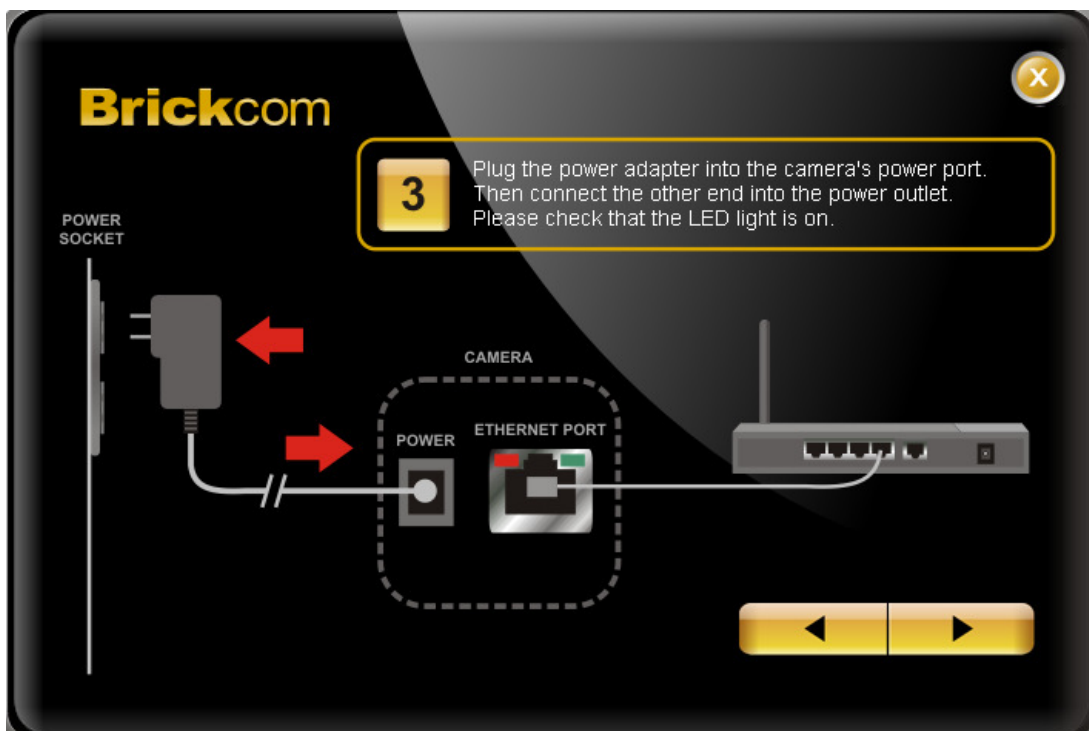 Brickcom
X
3
Plug the power adapter into the camera's power port.
Then connect the other end into the power outlet.
Please check that the LED light is on.
POWER
SOCKET
CAMERA
POWER
ETHERNET PORT